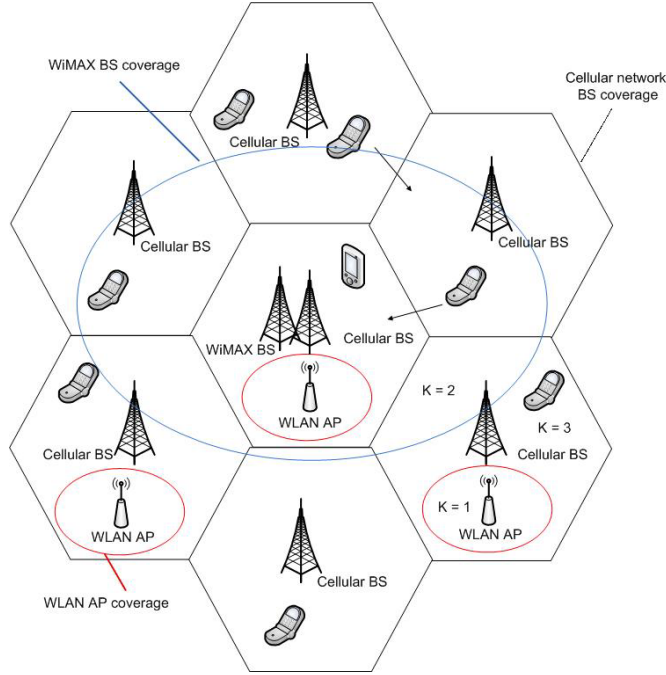 WiMAX BS coverage
Cellular network
BS coverage
Cellular BS
Cellular BS
Cellular BS
Cellular BS
WiMAX BS
K = 2
WLAN AP
K = 3
Cellular BS
Cellular BS
K = 1
WLAN AP
WLAN AP
Cellular BS
WLAN AP coverage